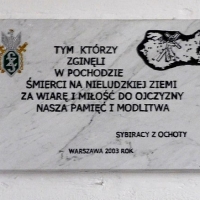 TYM KTÓRZY
ZGINĘLI
W POCHODZIE
ŚMIERCI NA NIELUDZKIEJ ZIEMI
ZA WIARĘ I MIŁOŚĆ DO OJCZYZNY
NASZA PAMIĘĆ I MODLITWA
SYBIRACY Z OCHOTY
– WARSZAWA 2003 ROK